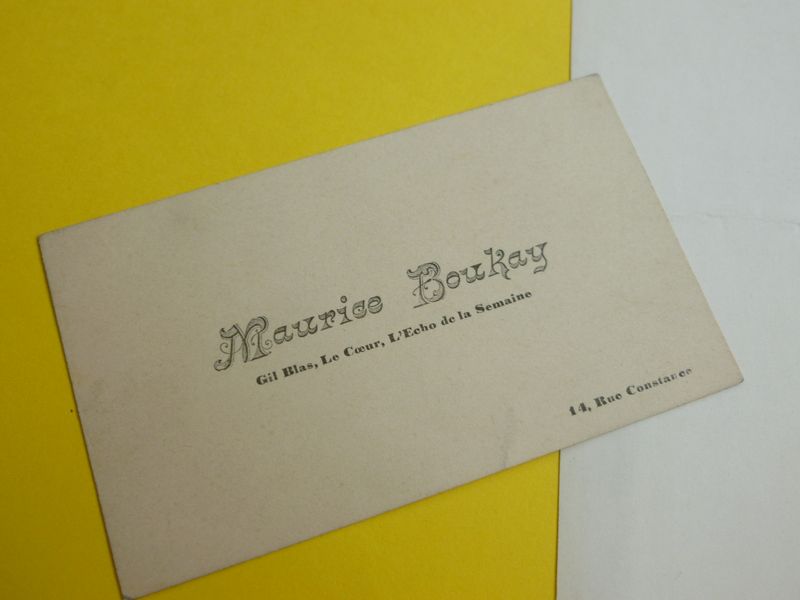 Maurice Boukay
Gil Blas, Le Cœur, L'Echo de la Semaine
14, Rue Constance